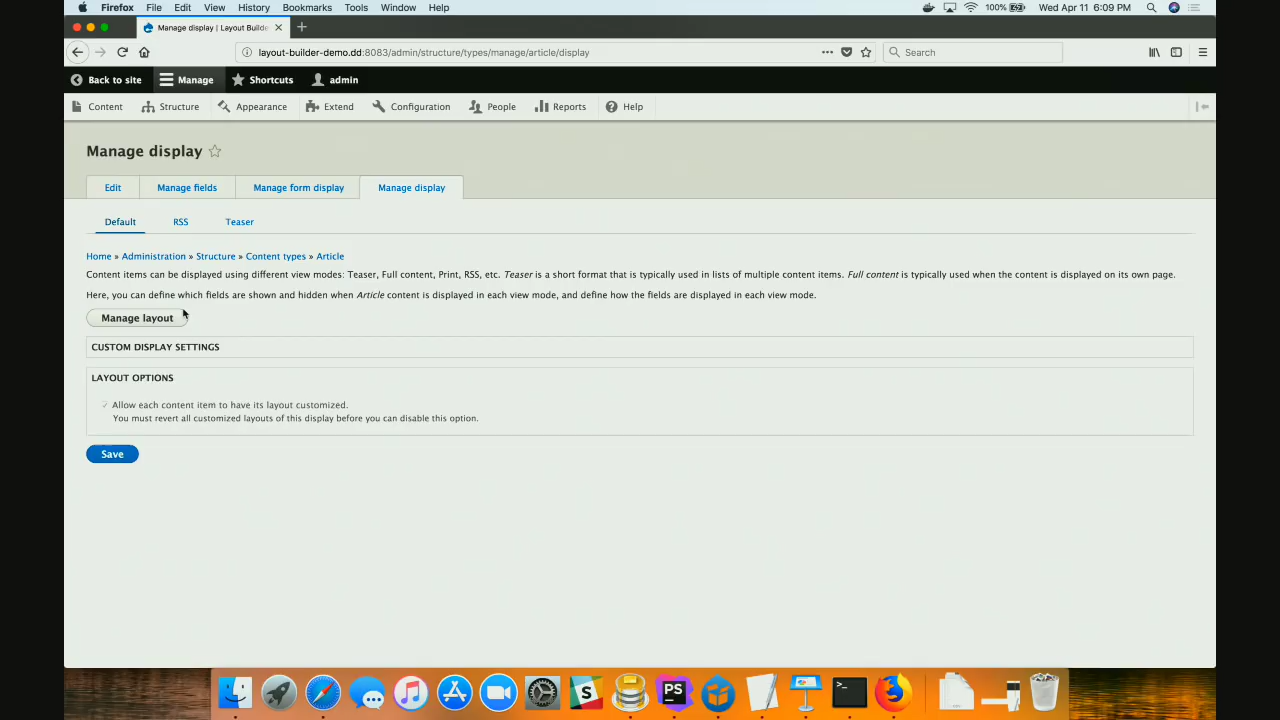 Firefox File Edit View History Bookmarks Tools Window Help 100% Wed Apr 11 6:09 PM
Manage display | Layout Builde
layout-builder-demo.dd:8083/admin/structure/types/manage/article/display
Search
Back to site Manage Shortcuts admin
Content Structure Appearance Extend Configuration People Reports Help
Manage display
Edit Manage fields Manage form display Manage display
Default RSS Teaser
Home » Administration » Structure » Content types » Article
Content items can be displayed using different view modes: Teaser, Full content, Print, RSS, etc. Teaser is a short format that is typically used in lists of multiple content items. Full content is typically used when the content is displayed on its own page.
Here, you can define which fields are shown and hidden when Article content is displayed in each view mode, and define how the fields are displayed in each view mode.
Manage layout
CUSTOM DISPLAY SETTINGS
LAYOUT OPTIONS
Allow each content item to have its layout customized.
You must revert all customized layouts of this display before you can disable this option.
Save
PS